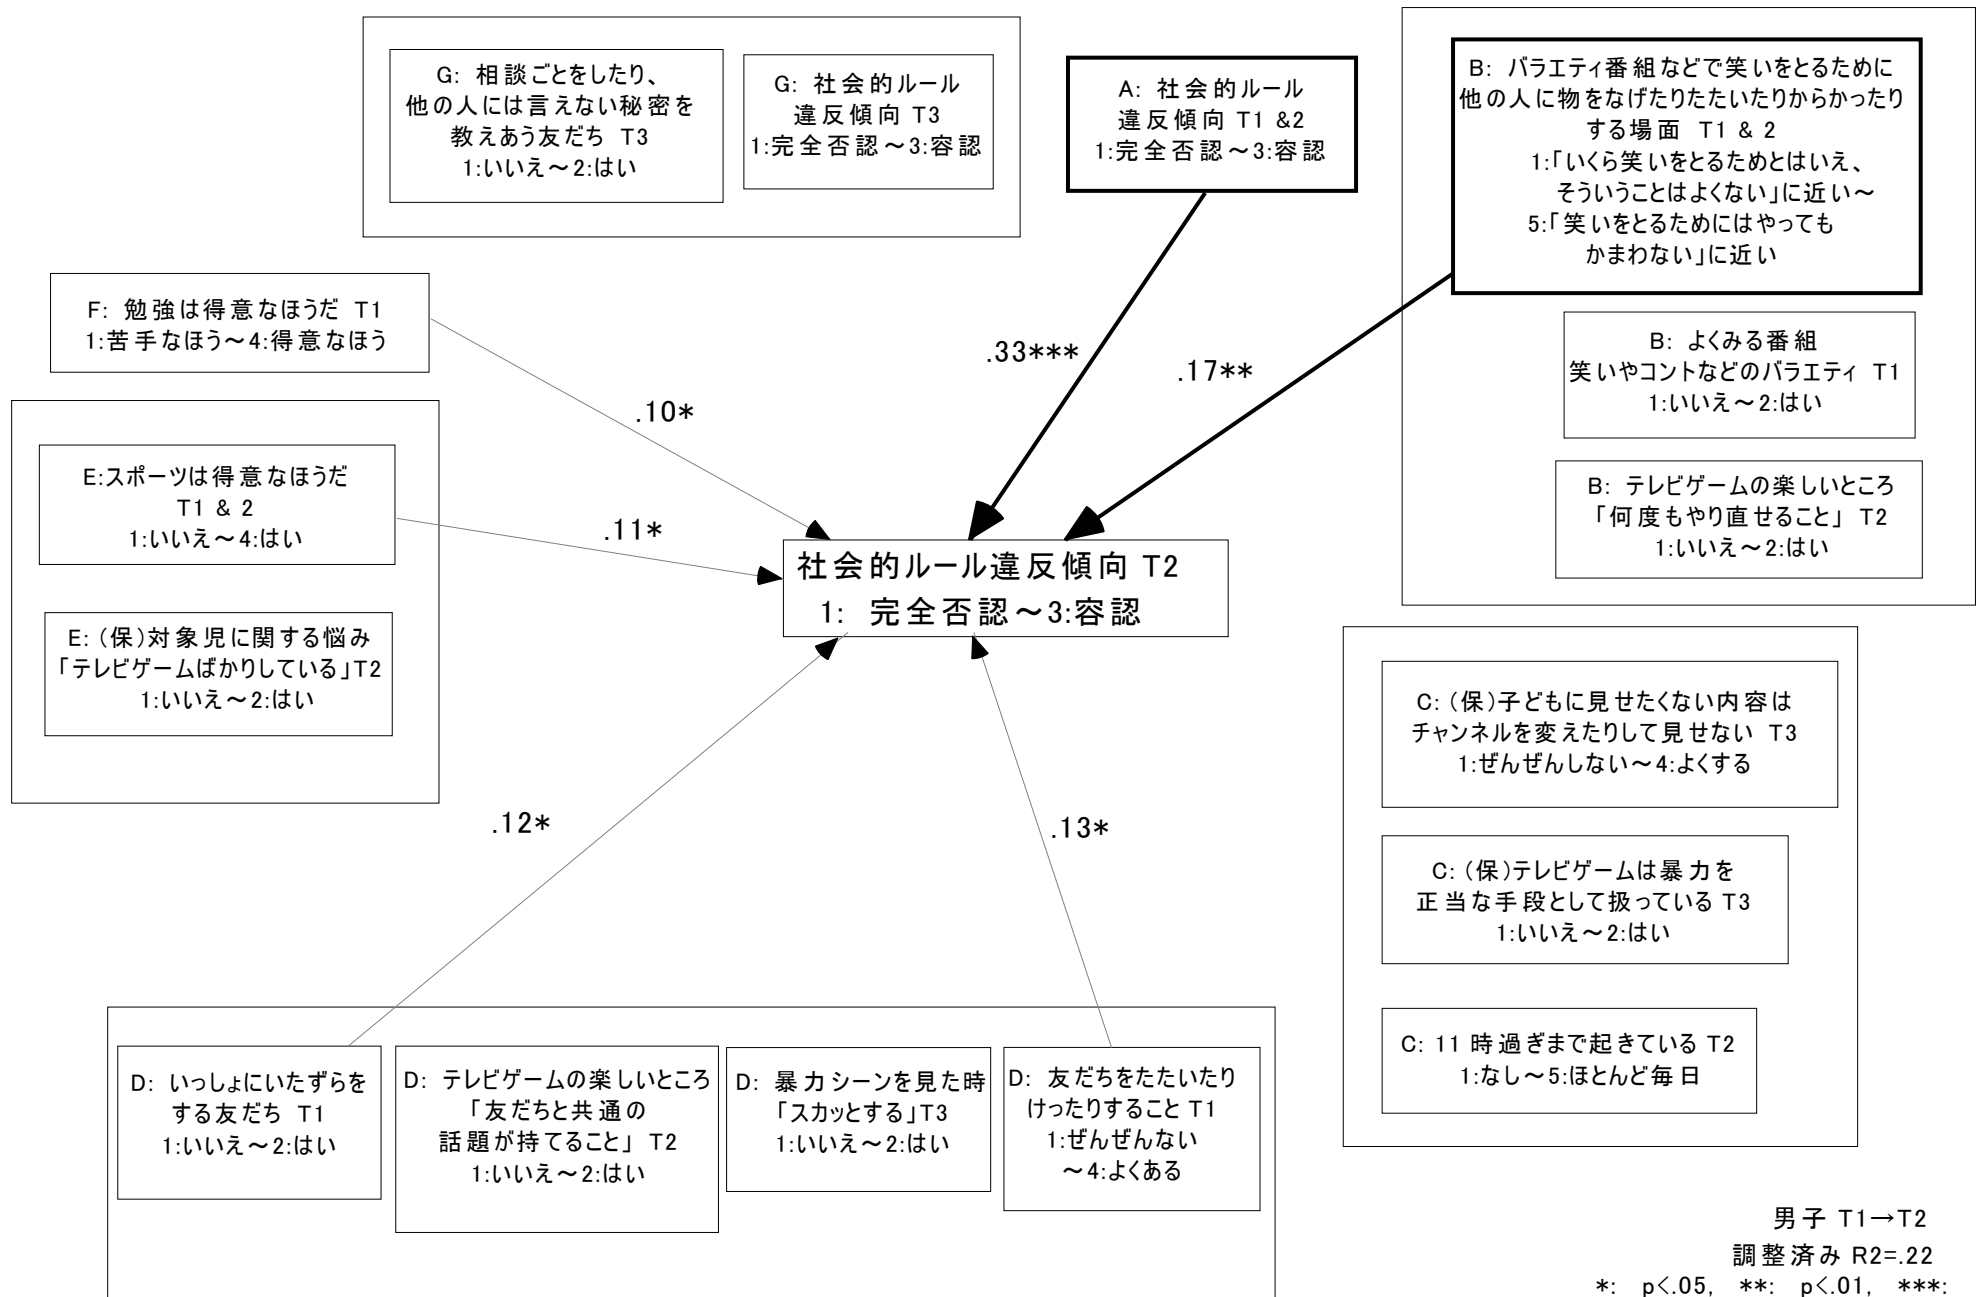 G: 相談ごとをしたり、
他の人には言えない秘密を
教えあう友だち T3
1:いいえ～2:はい
G: 社会的ルール
違反傾向 T3
1:完全否認～3:容認
A: 社会的ルール
違反傾向 T1 &2
1:完全否認～3:容認
B: バラエティ番組などで笑いをとるために
他の人に物をなげたりたたいたりからかったり
する場面 T1 & 2
1:「いくら笑いをとるためとはいえ、
そういうことはよくない」に近い～
5:「笑いをとるためにはやっても
かまわない」に近い
B: よくみる番組
笑いやコントなどのバラエティ T1
1:いいえ～2:はい
B: テレビゲームの楽しいところ
「何度もやり直せること」 T2
1:いいえ～2:はい
F: 勉強は得意なほうだ T1
1:苦手なほう～4:得意なほう
.33***
.17**
.10*
E:スポーツは得意なほうだ
T1 & 2
1:いいえ～4:はい
.11*
社会的ルール違反傾向 T2
1: 完全否認～3:容認
E:(保)対象児に関する悩み
「テレビゲームばかりしている」T2
1:いいえ～2:はい
C:(保)子どもに見せたくない内容は
チャンネルを変えたりして見せない T3
1:ぜんぜんしない～4:よくする
C:(保)テレビゲームは暴力を
正当な手段として扱っている T3
1:いいえ～2:はい
C: 11 時過ぎまで起きている T2
1:なし～5:ほとんど毎日
.12*
.13*
D: いっしょにいたずらを
する友だち T1
1:いいえ～2:はい
D: テレビゲームの楽しいところ
「友だちと共通の
話題が持てること」 T2
1:いいえ～2:はい
D: 暴力シーンを見た時
「スカッとする」T3
1:いいえ～2:はい
D: 友だちをたたいたり
けったりすること T1
1:ぜんぜんない
～4:よくある
男子 T1→T2
調整済み R2=.22
*: p<.05, **: p<.01, ***: